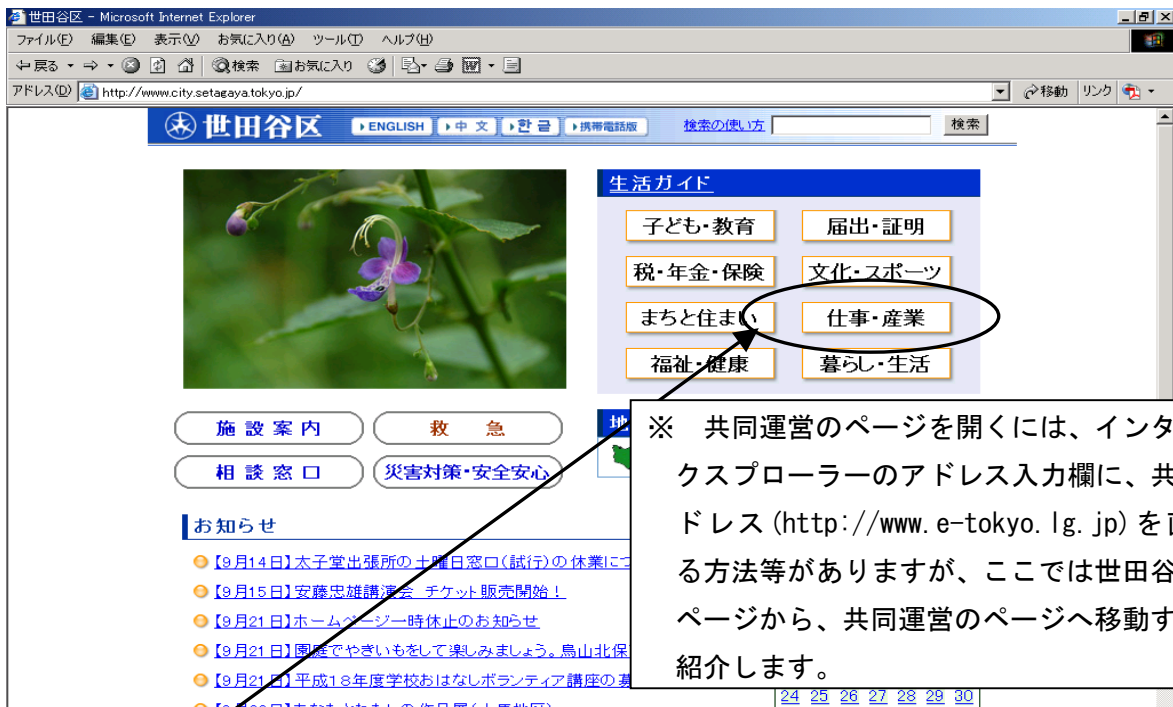 世田谷区 - Microsoft Internet Explorer
ファイル(F) 編集(E) 表示(V) お気に入り(A) ツール(T) ヘルプ(H)
戻る 検索 お気に入り
アドレス(D) http://www.city.setagaya.tokyo.jp/ 移動 リンク
世田谷区 ENGLISH 中文 한글 携帯電話版 検索の使い方 検索
生活ガイド
子ども・教育 届出・証明
税・年金・保険 文化・スポーツ
まちと住まい 仕事・産業
福祉・健康 暮らし・生活
施設案内 救急 地
相談窓口 災害対策・安全安心
※ 共同運営のページを開くには、インタ
クスプローラーのアドレス入力欄に、共
ドレス(http://www.e-tokyo.lg.jp)を直
る方法等がありますが、ここでは世田谷
ページから、共同運営のページへ移動す
紹介します。
お知らせ
【9月14日】太子堂出張所の土曜日窓口(試行)の休業につ
【9月15日】安藤忠雄講演会 チケット販売開始！
【9月21日】ホームページ一時休止のお知らせ
【9月21日】園庭でやきいもをして楽しみましょう。烏山北保
【9月21日】平成18年度学校おはなしボランティア講座の募
24 25 26 27 28 29 30